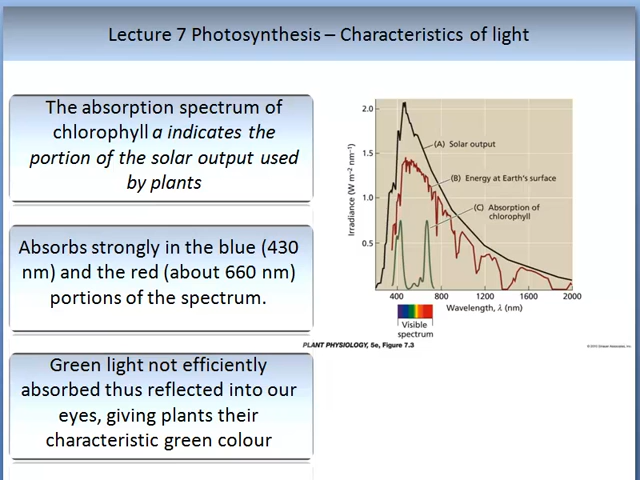 Lecture 7 Photosynthesis – Characteristics of light
The absorption spectrum of
chlorophyll a indicates the
portion of the solar output used
by plants
Absorbs strongly in the blue (430
nm) and the red (about 660 nm)
portions of the spectrum.
Green light not efficiently
absorbed thus reflected into our
eyes, giving plants their
characteristic green colour
Irradiance (W m⁻² nm⁻¹)
2.0
1.5
1.0
0.5
(A) Solar output
(B) Energy at Earth's surface
(C) Absorption of
chlorophyll
400 800 1200 1600 2000
Wavelength, λ (nm)
Visible
spectrum
PLANT PHYSIOLOGY, 5e, Figure 7.3
© 2010 Sinauer Associates, Inc.